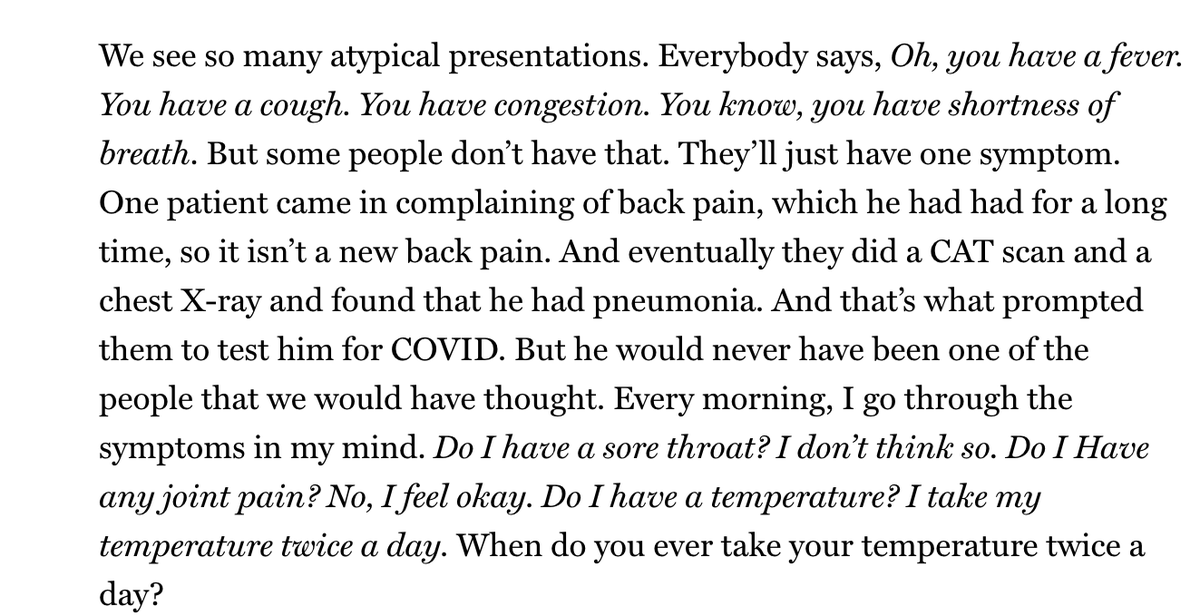 We see so many atypical presentations. Everybody says, Oh, you have a fever.
You have a cough. You have congestion. You know, you have shortness of
breath. But some people don’t have that. They’ll just have one symptom.
One patient came in complaining of back pain, which he had had for a long
time, so it isn’t a new back pain. And eventually they did a CAT scan and a
chest X-ray and found that he had pneumonia. And that’s what prompted
them to test him for COVID. But he would never have been one of the
people that we would have thought. Every morning, I go through the
symptoms in my mind. Do I have a sore throat? I don’t think so. Do I Have
any joint pain? No, I feel okay. Do I have a temperature? I take my
temperature twice a day. When do you ever take your temperature twice a
day?